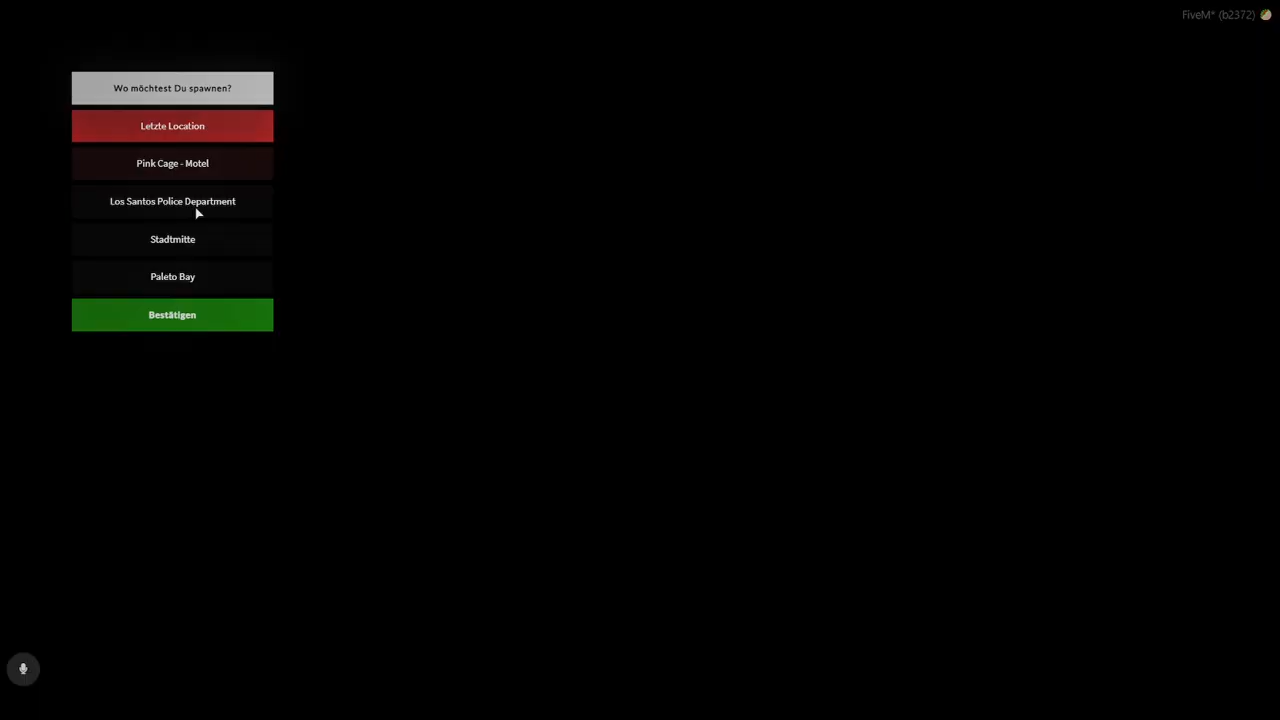 FiveM* (b2372)
Wo möchtest Du spawnen?
Letzte Location
Pink Cage - Motel
Los Santos Police Department
Stadtmitte
Paleto Bay
Bestätigen